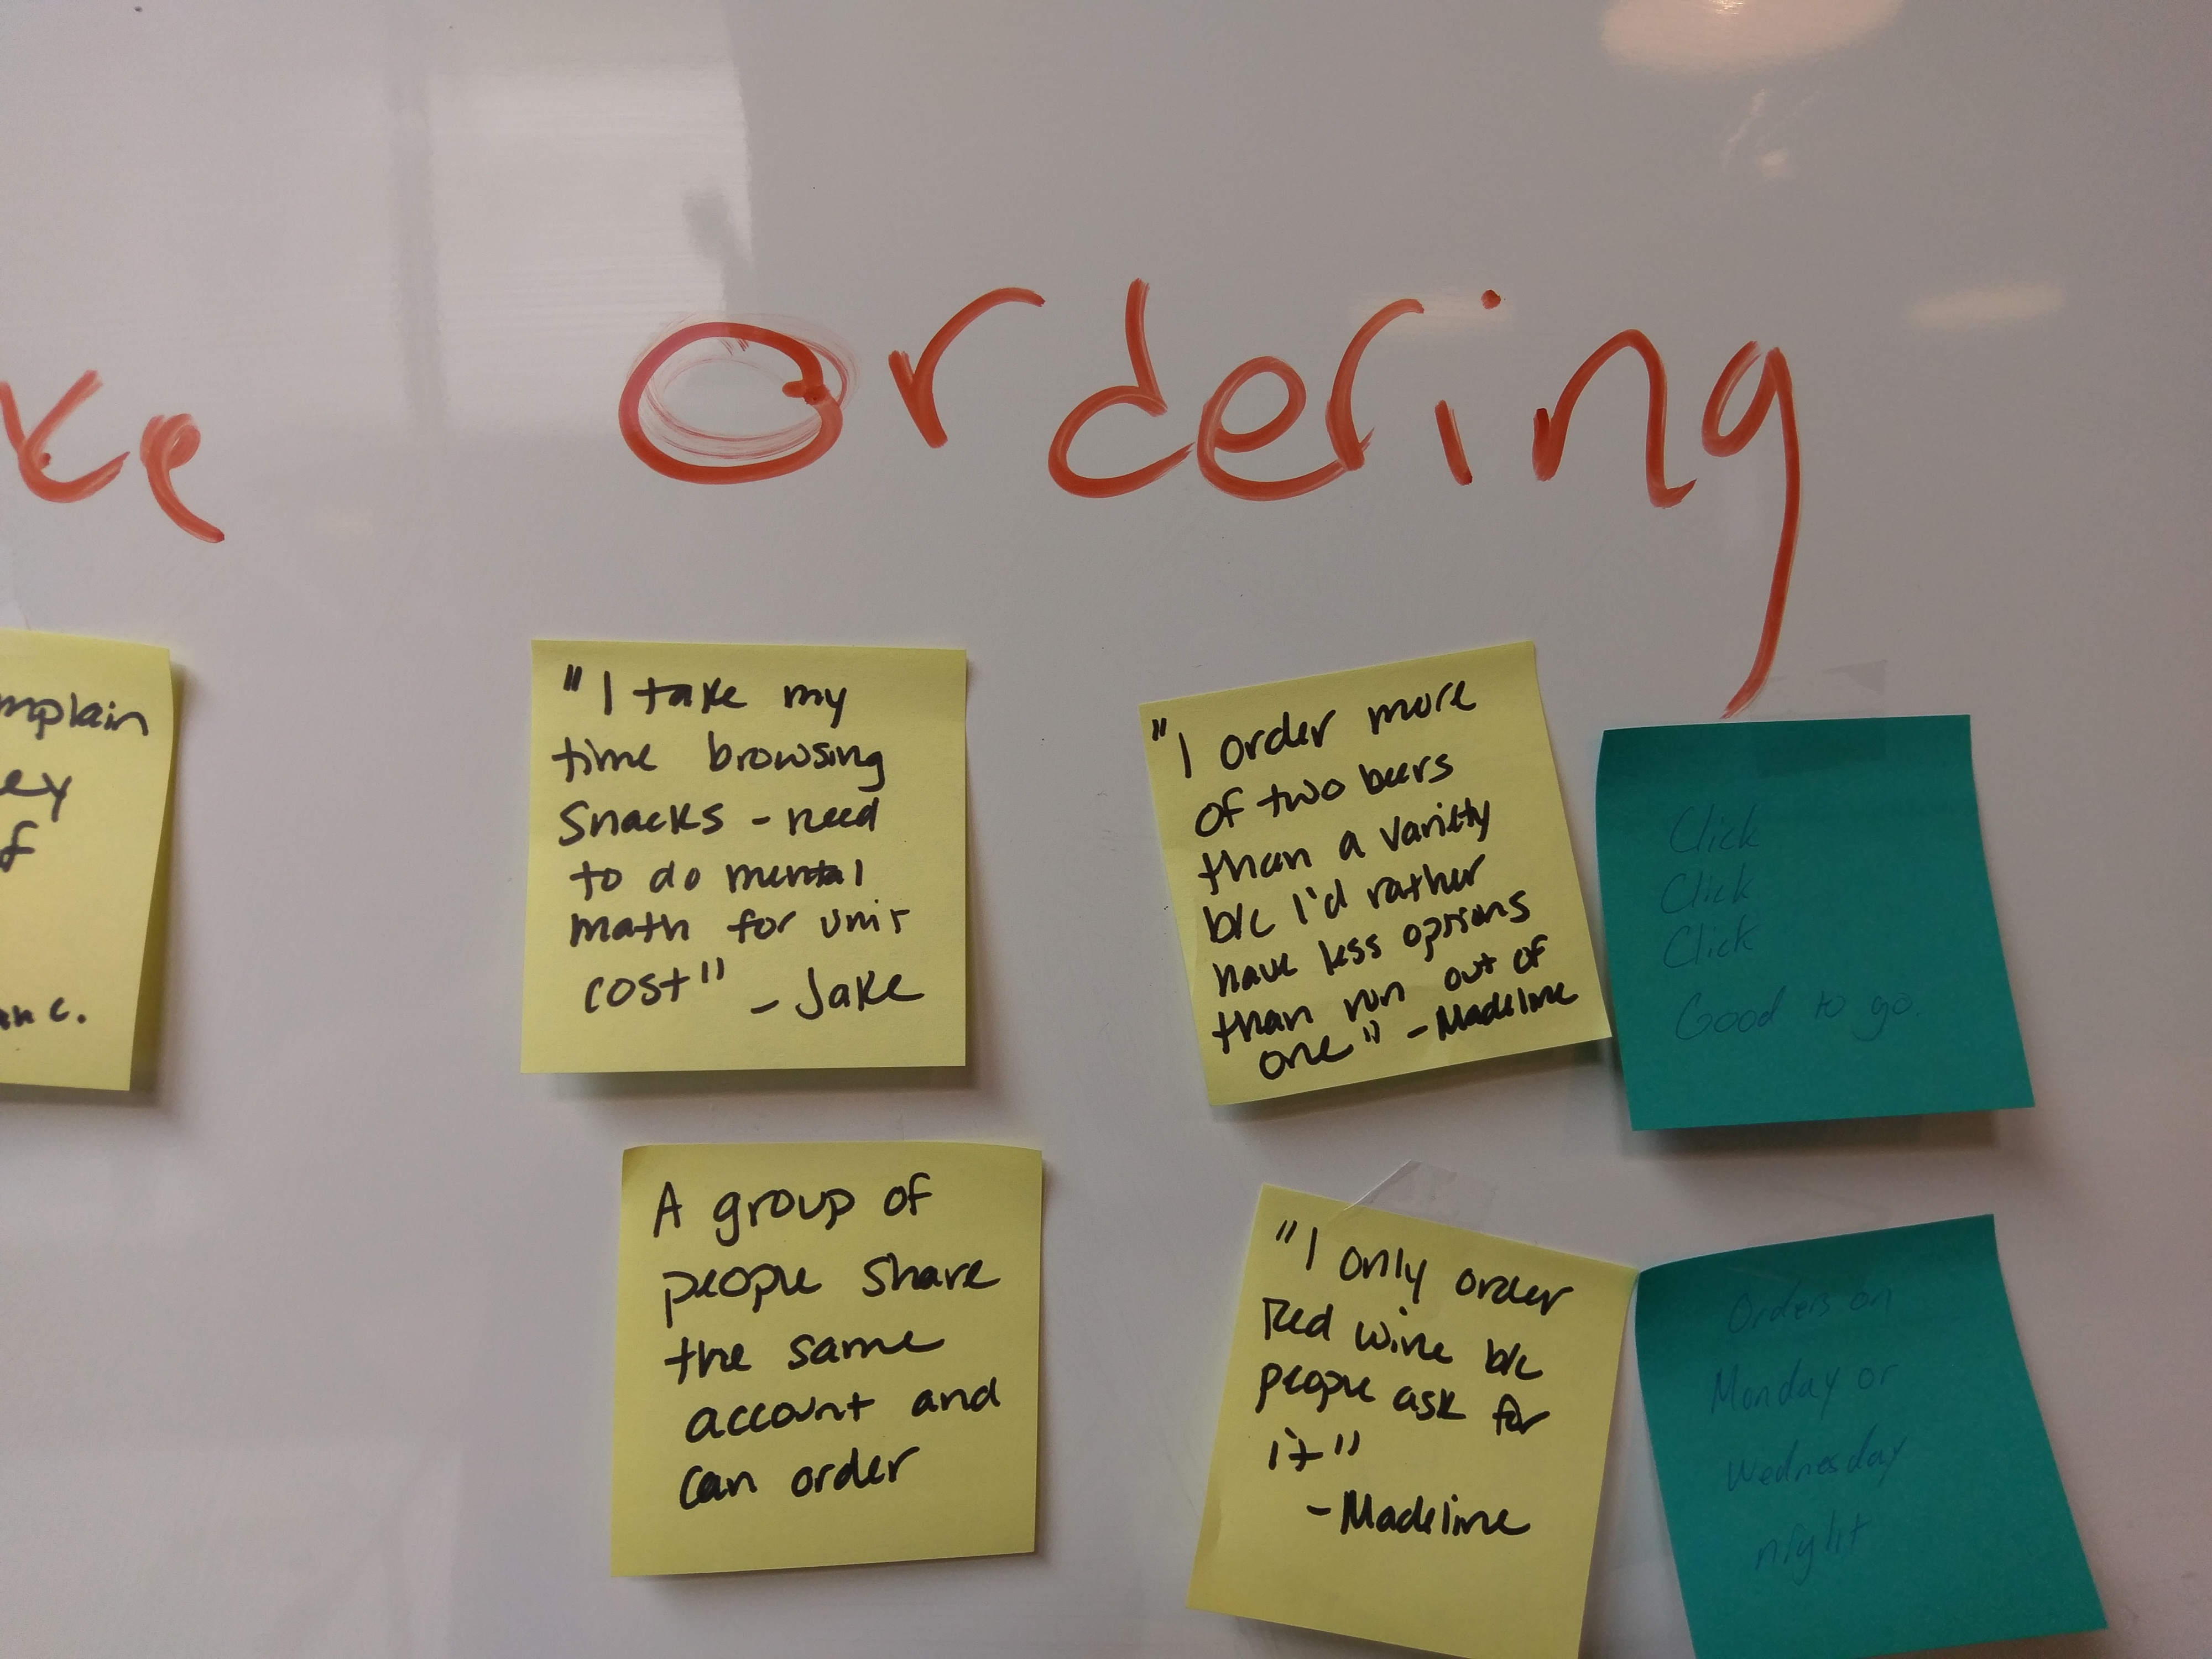 ke
Ordering
mplain
ey
f
"I take my
time browsing
snacks - need
to do mental
math for unit
cost" - Jake
"I order more
of two beers
than a variety
b/c I'd rather
have less options
than run out of
one" - Madeline
Click
Click
Click
Good to go.
A group of
people share
the same
account and
can order
"I only order
Red wine b/c
people ask for
it"
- Madeline
Orders on
Monday or
Wednesday
night